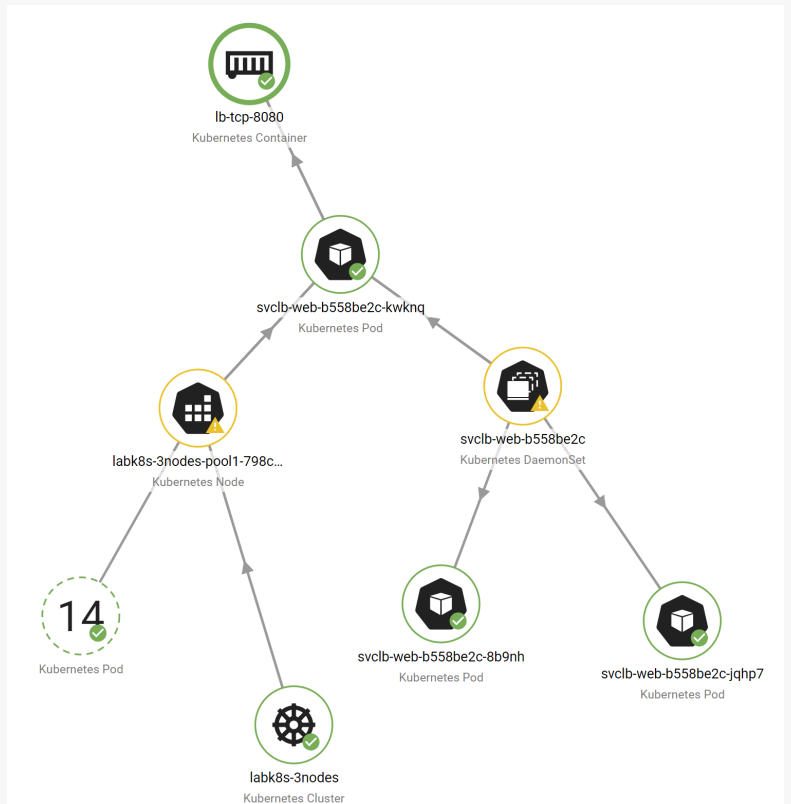 lb-tcp-8080
Kubernetes Container
svclb-web-b558be2c-kwknq
Kubernetes Pod
labk8s-3nodes-pool1-798c...
Kubernetes Node
svclb-web-b558be2c
Kubernetes DaemonSet
14
Kubernetes Pod
svclb-web-b558be2c-8b9nh
Kubernetes Pod
svclb-web-b558be2c-jqhp7
Kubernetes Pod
labk8s-3nodes
Kubernetes Cluster